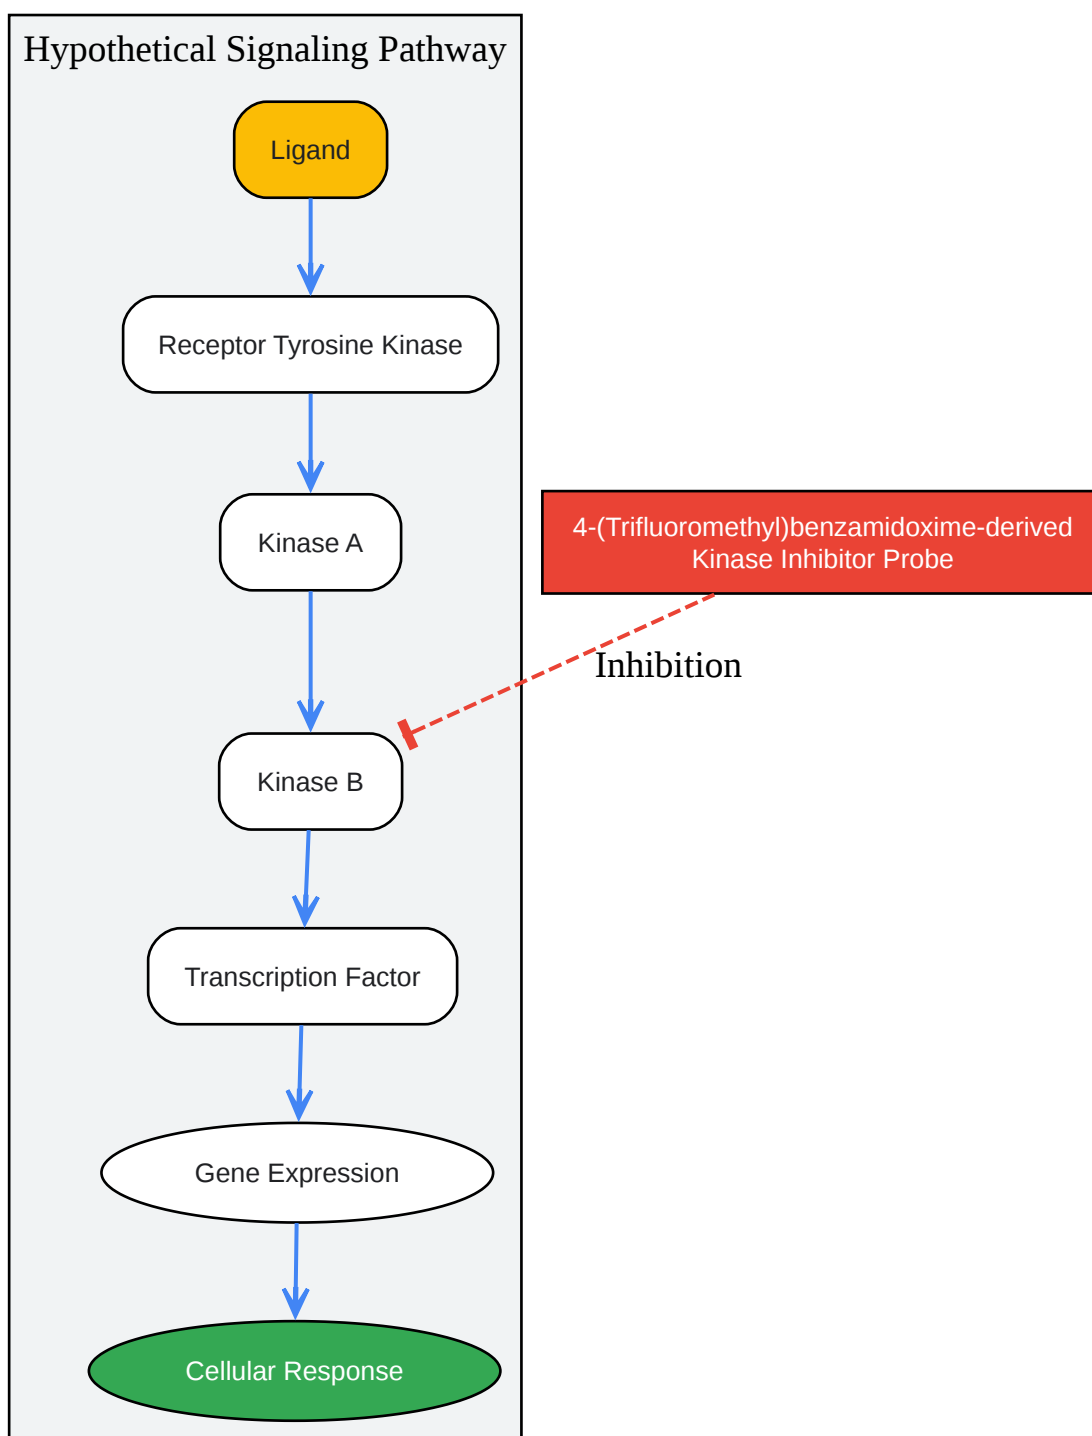 Hypothetical Signaling Pathway
Ligand
Receptor Tyrosine Kinase
Kinase A
4-(Trifluoromethyl)benzamidoxime-derived
Kinase Inhibitor Probe
Inhibition
Kinase B
Transcription Factor
Gene Expression
Cellular Response